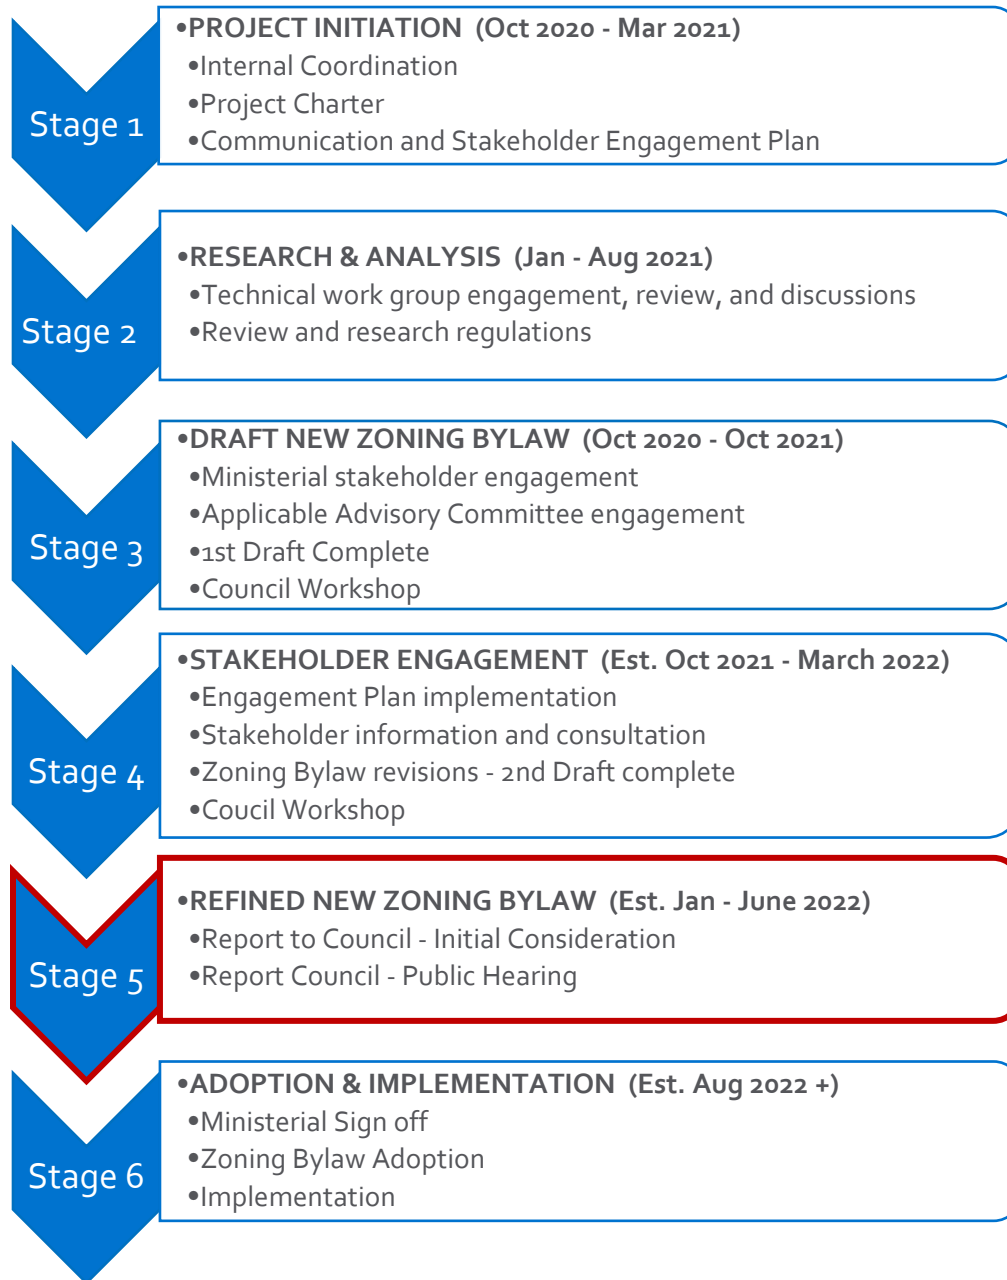 •PROJECT INITIATION (Oct 2020 - Mar 2021)
•Internal Coordination
•Project Charter
•Communication and Stakeholder Engagement Plan
Stage 1
•RESEARCH & ANALYSIS (Jan - Aug 2021)
•Technical work group engagement, review, and discussions
•Review and research regulations
Stage 2
•DRAFT NEW ZONING BYLAW (Oct 2020 - Oct 2021)
•Ministerial stakeholder engagement
•Applicable Advisory Committee engagement
•1st Draft Complete
•Council Workshop
Stage 3
•STAKEHOLDER ENGAGEMENT (Est. Oct 2021 - March 2022)
•Engagement Plan implementation
•Stakeholder information and consultation
•Zoning Bylaw revisions - 2nd Draft complete
•Coucil Workshop
Stage 4
•REFINED NEW ZONING BYLAW (Est. Jan - June 2022)
•Report to Council - Initial Consideration
•Report Council - Public Hearing
Stage 5
•ADOPTION & IMPLEMENTATION (Est. Aug 2022 +)
•Ministerial Sign off
•Zoning Bylaw Adoption
•Implementation
Stage 6